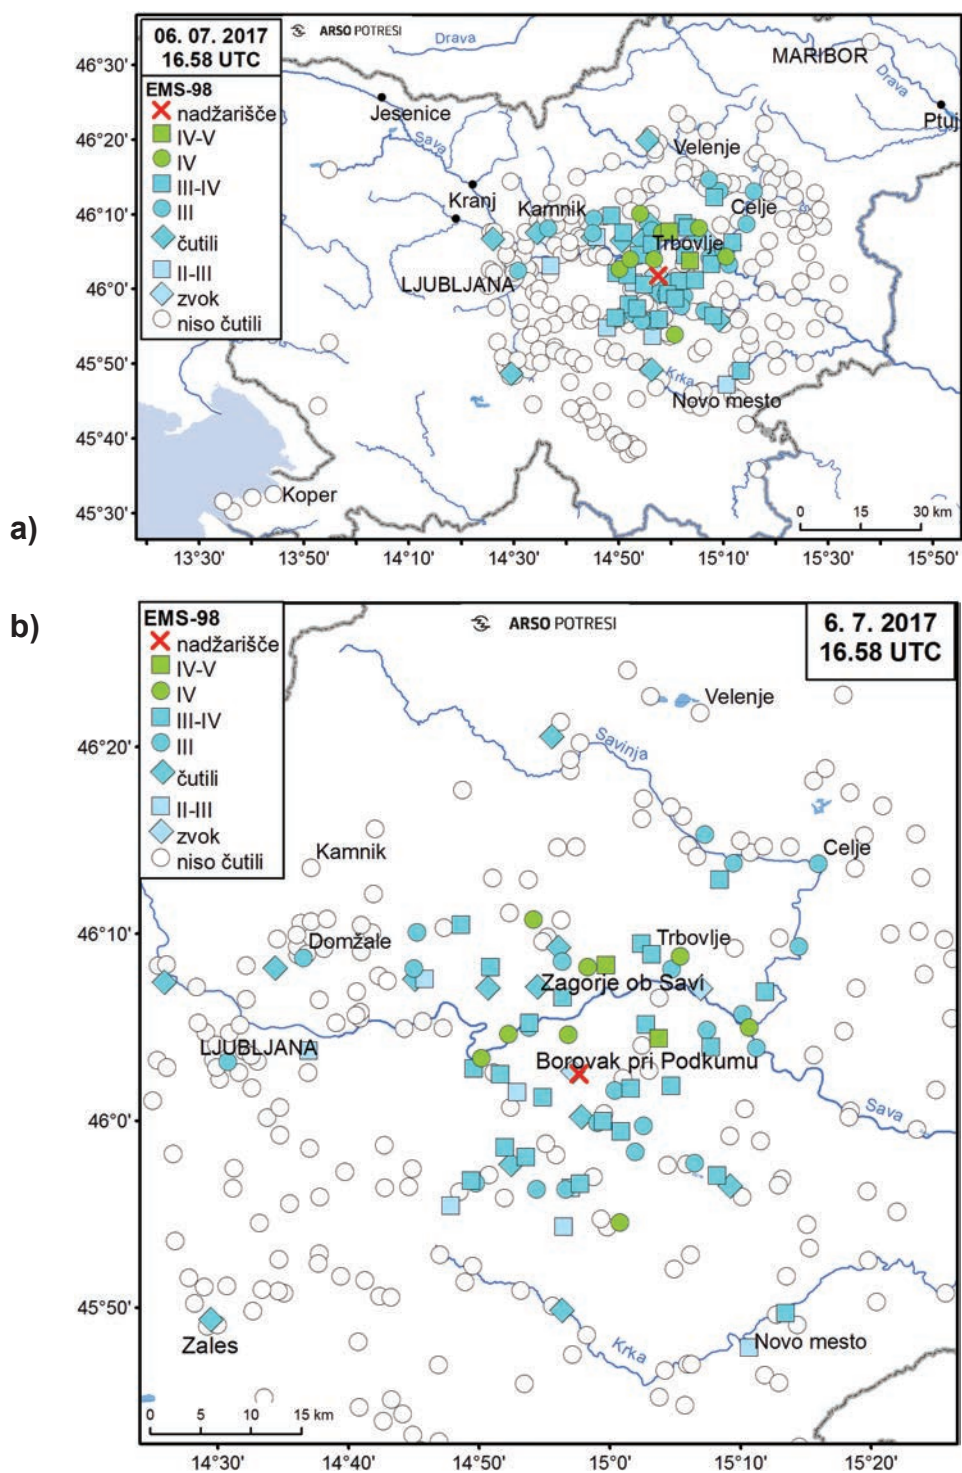 a)
06. 07. 2017
16.58 UTC
ARSO POTRESI
EMS-98
nadžarišče
IV-V
IV
III-IV
III
čutili
II-III
zvok
niso čutili
Drava
MARIBOR
Drava
Ptuj
Jesenice
Sava
Velenje
Kranj
Kamnik
Celje
Trbovlje
LJUBLJANA
Krka
Novo mesto
Koper
0 15 30 km
46°30'
46°20'
46°10'
46°00'
45°50'
45°40'
45°30'
13°30' 13°50' 14°10' 14°30' 14°50' 15°10' 15°30' 15°50'
b)
EMS-98
nadžarišče
IV-V
IV
III-IV
III
čutili
II-III
zvok
niso čutili
ARSO POTRESI
6. 7. 2017
16.58 UTC
Velenje
Savinja
Kamnik
Celje
Domžale
Trbovlje
Zagorje ob Savi
LJUBLJANA
Borovak pri Podkumu
Sava
Zales
Krka
Novo mesto
0 5 10 15 km
46°20'
46°10'
46°0'
45°50'
14°30' 14°40' 14°50' 15°0' 15°10' 15°20'